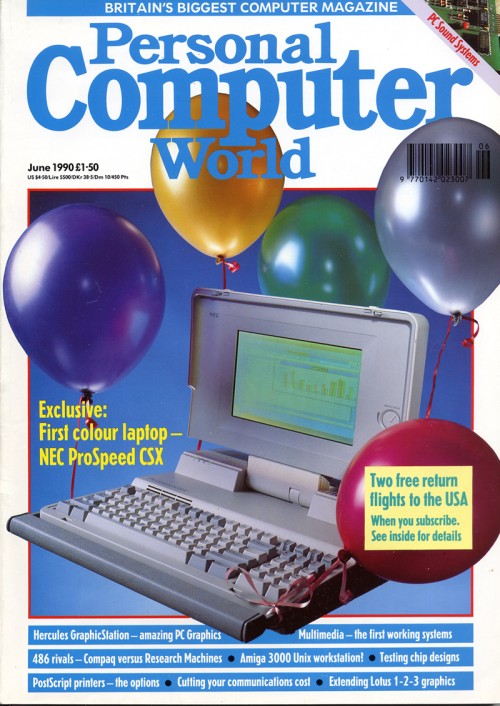 BRITAIN'S BIGGEST COMPUTER MAGAZINE
PC Sound Systems
Personal
Computer
World
June 1990 £1·50
US $4·50/Lire 5500/DKr 38·5/Dm 10/450 Pts
06
9 770142 023007
NEC
Exclusive:
First colour laptop –
NEC ProSpeed CSX
Two free return
flights to the USA
When you subscribe.
See inside for details
Hercules GraphicStation – amazing PC Graphics Multimedia – the first working systems
486 rivals – Compaq versus Research Machines ● Amiga 3000 Unix workstation? ● Testing chip designs
PostScript printers – the options ● Cutting your communications cost ● Extending Lotus 1-2-3 graphics